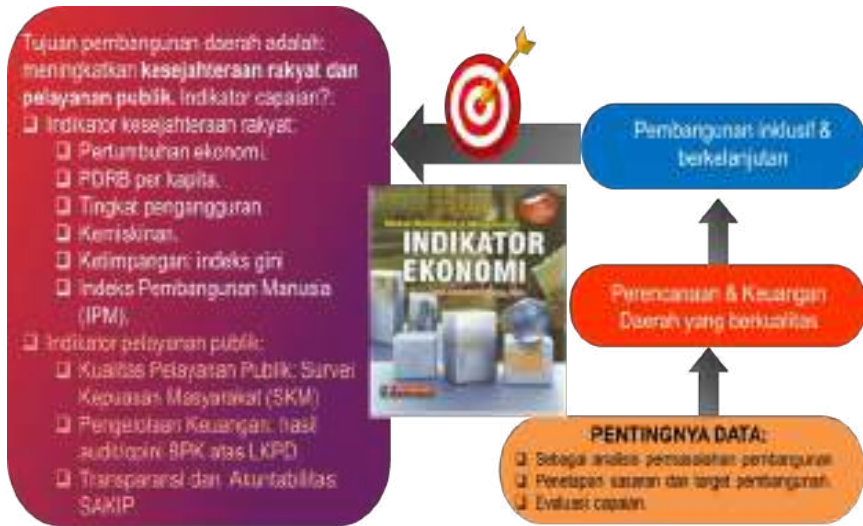 Tujuan pembangunan daerah adalah:
meningkatkan kesejahteraan rakyat dan
pelayanan publik. Indikator capaian?:
❑ Indikator kesejahteraan rakyat:
❑ Pertumbuhan ekonomi.
❑ PDRB per kapita.
❑ Tingkat pengangguran
❑ Kemiskinan.
❑ Ketimpangan: indeks gini
❑ Indeks Pembangunan Manusia
(IPM).
❑ Indikator pelayanan publik:
❑ Kualitas Pelayanan Publik: Survei
Kepuasan Masyarakat (SKM)
❑ Pengelolaan Keuangan: hasil
audit/opini BPK atas LKPD
❑ Transparansi dan Akuntabilitas:
SAKIP.
INDIKATOR
EKONOMI
Pembangunan inklusif &
berkelanjutan
Perencanaan & Keuangan
Daerah yang berkualitas
PENTINGNYA DATA:
❑ Sebagai analisis permasalahan pembangunan
❑ Penetapan sasaran dan target pembangunan.
❑ Evaluasi capaian.